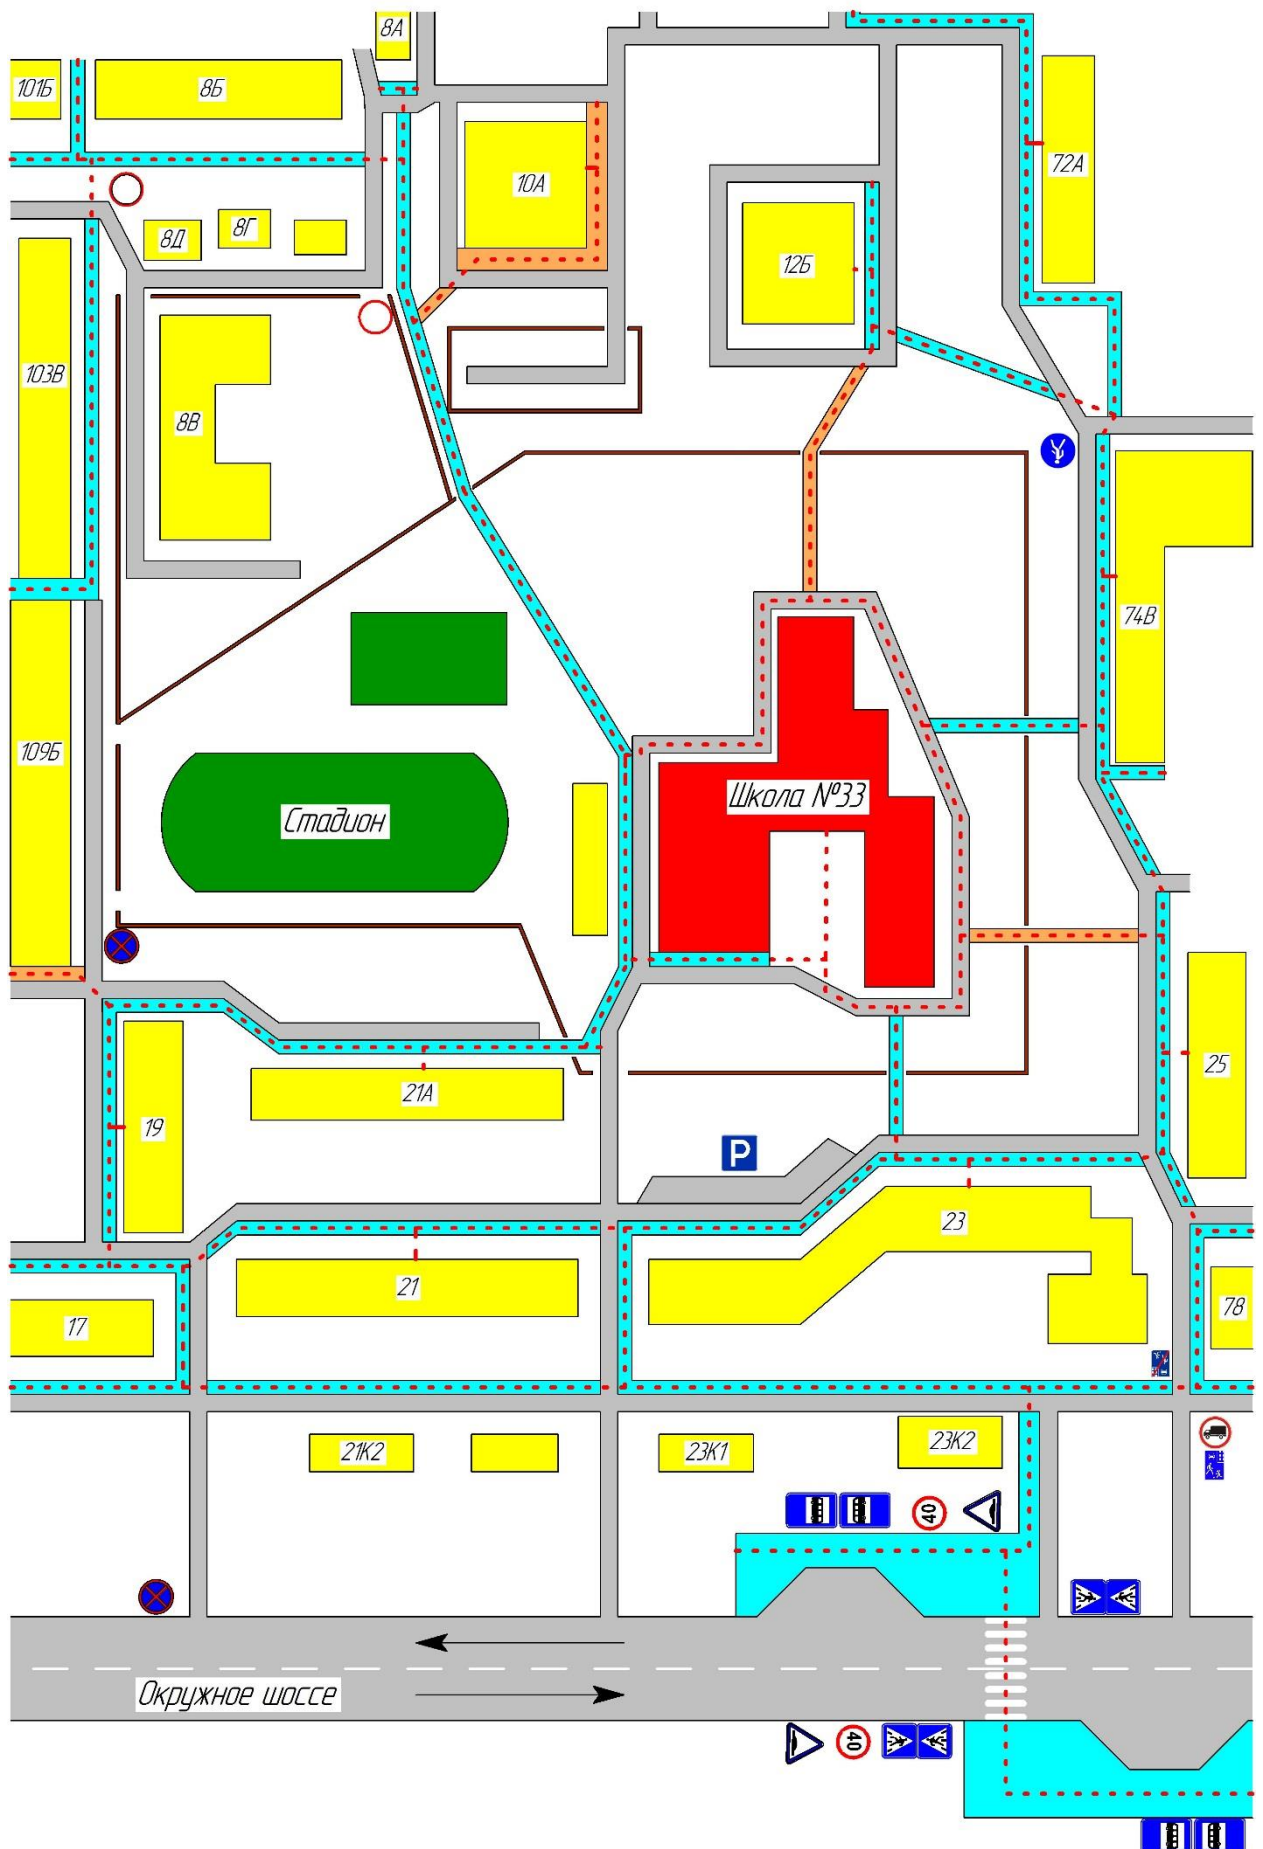 8А
101Б
8Б
72А
10А
8Д
8Г
12Б
103В
8В
74В
109Б
Школа №33
Стадион
25
21А
19
P
23
21
78
17
21К2
23К1
23К2
40
Окружное шоссе
40